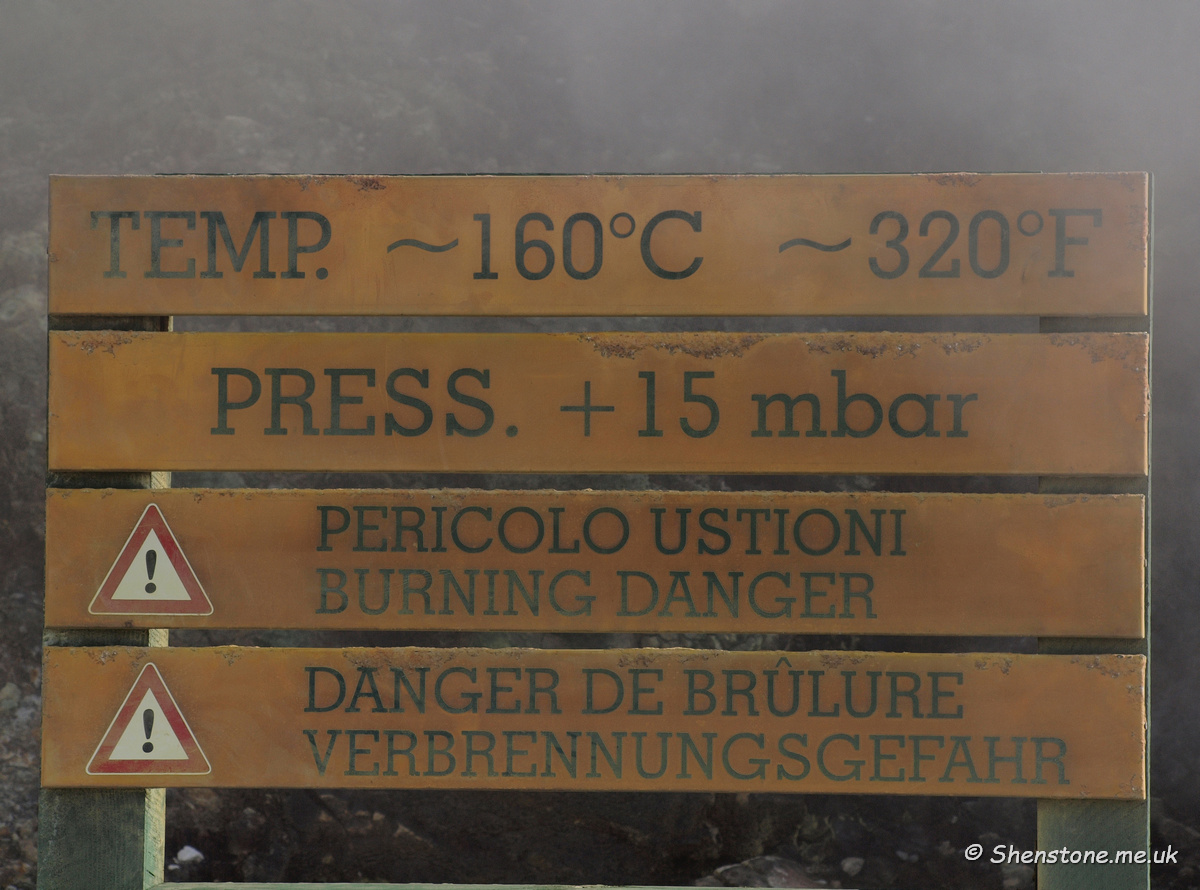 TEMP. ~160°C ~320°F
PRESS. +15 mbar
PERICOLO USTIONI
BURNING DANGER
DANGER DE BRÛLURE
VERBRENNUNGSGEFAHR
© Shenstone.me.uk